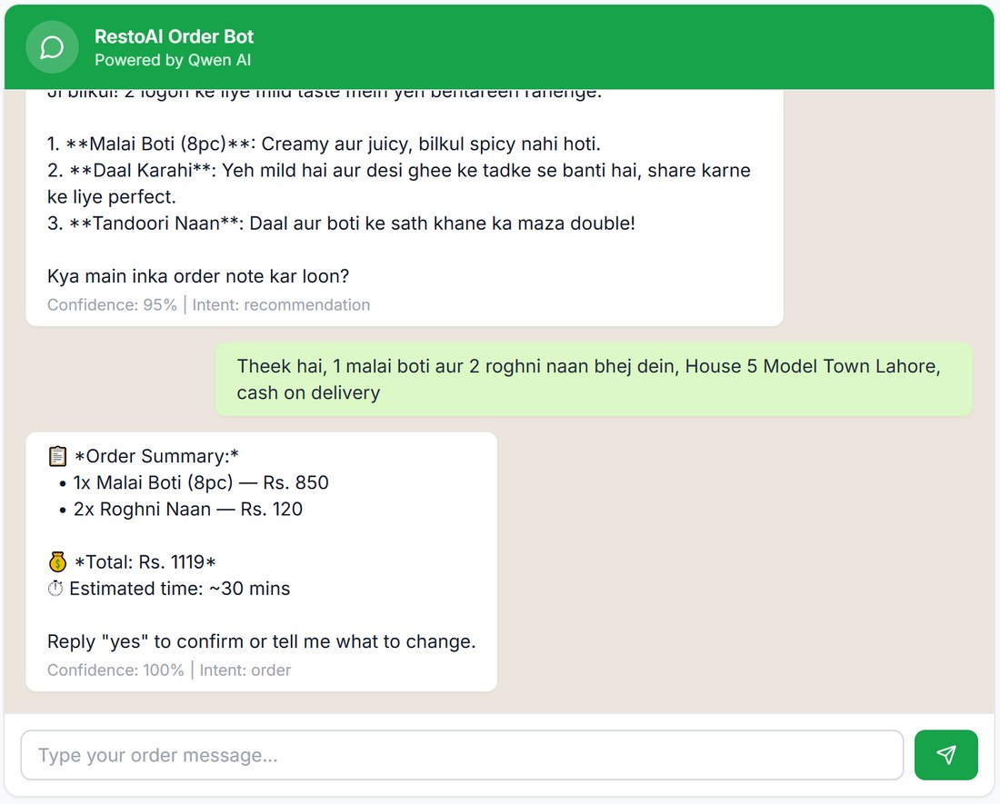 RestoAI Order Bot
Powered by Qwen AI
Ji bilkul! 2 logon ke liye mild taste mein yeh behtareen rahenge:
1. **Malai Boti (8pc)**: Creamy aur juicy, bilkul spicy nahi hoti.
2. **Daal Karahi**: Yeh mild hai aur desi ghee ke tadke se banti hai, share karne
ke liye perfect.
3. **Tandoori Naan**: Daal aur boti ke sath khane ka maza double!
Kya main inka order note kar loon?
Confidence: 95% | Intent: recommendation
Theek hai, 1 malai boti aur 2 roghni naan bhej dein, House 5 Model Town Lahore,
cash on delivery
📋 *Order Summary:*
• 1x Malai Boti (8pc) — Rs. 850
• 2x Roghni Naan — Rs. 120
💰 *Total: Rs. 1119*
⏱ Estimated time: ~30 mins
Reply "yes" to confirm or tell me what to change.
Confidence: 100% | Intent: order
Type your order message...